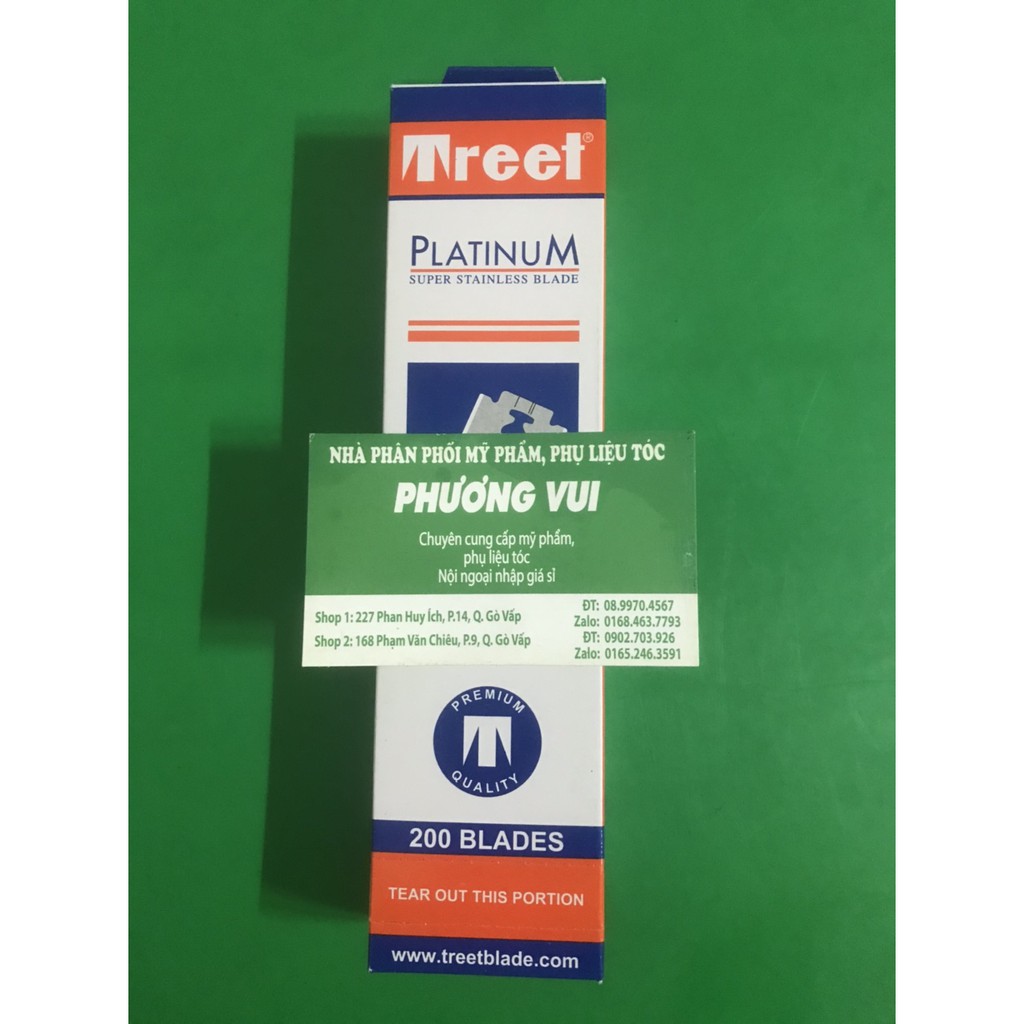 Treet®
PLATINUM
SUPER STAINLESS BLADE
NHÀ PHÂN PHỐI MỸ PHẨM, PHỤ LIỆU TÓC
PHƯƠNG VUI
Chuyên cung cấp mỹ phẩm,
phụ liệu tóc
Nội ngoại nhập giá sỉ
Shop 1: 227 Phan Huy Ích, P.14, Q. Gò Vấp
Shop 2: 168 Phạm Văn Chiêu, P.9, Q. Gò Vấp
ĐT: 08.9970.4567
Zalo: 0168.463.7793
ĐT: 0902.703.926
Zalo: 0165.246.3591
PREMIUM
T
QUALITY
200 BLADES
TEAR OUT THIS PORTION
www.treetblade.com